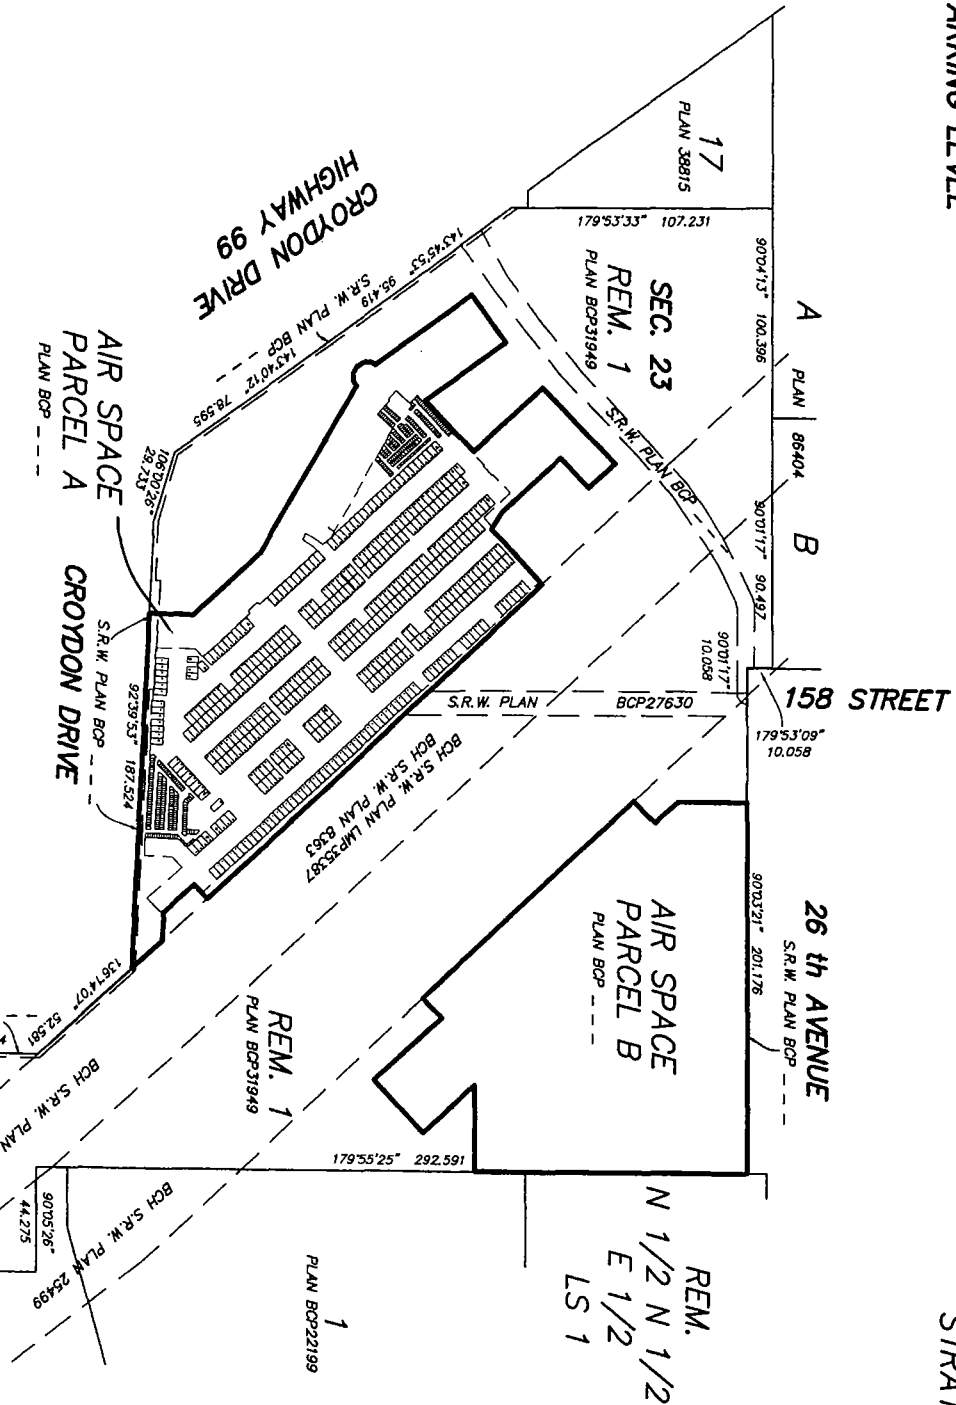 ARKING LEVEL
STRAT
17
PLAN 38815
179°53'33" 107.231
90°04'13" 100.396
A
PLAN
86404
B
90°01'17" 90.497
SEC. 23
REM. 1
PLAN BCP31949
CROYDON DRIVE
HIGHWAY 99
143°45'53" 95.419
S.R.W. PLAN BCP _ _ _
143°40'12" 78.595
106°00'26"
29.733
AIR SPACE
PARCEL A
PLAN BCP _ _ _
S.R.W. PLAN BCP _ _ _
90°01'17"
10.058
158 STREET
179°53'09"
10.058
S.R.W. PLAN BCP27630
CROYDON DRIVE
S.R.W. PLAN BCP _ _ _
92°39'53" 187.524
BCH S.R.W. PLAN LMP35387
BCH S.R.W. PLAN 8363
26 th AVENUE
S.R.W. PLAN BCP _ _ _
90°03'21" 201.176
AIR SPACE
PARCEL B
PLAN BCP _ _ _
136°14'07" 52.581
REM. 1
PLAN BCP31949
BCH S.R.W. PLAN
179°55'25" 292.591
BCH S.R.W. PLAN 25499
90°05'26"
44.275
1
PLAN BCP22199
REM.
N 1/2 N 1/2
E 1/2
LS 1